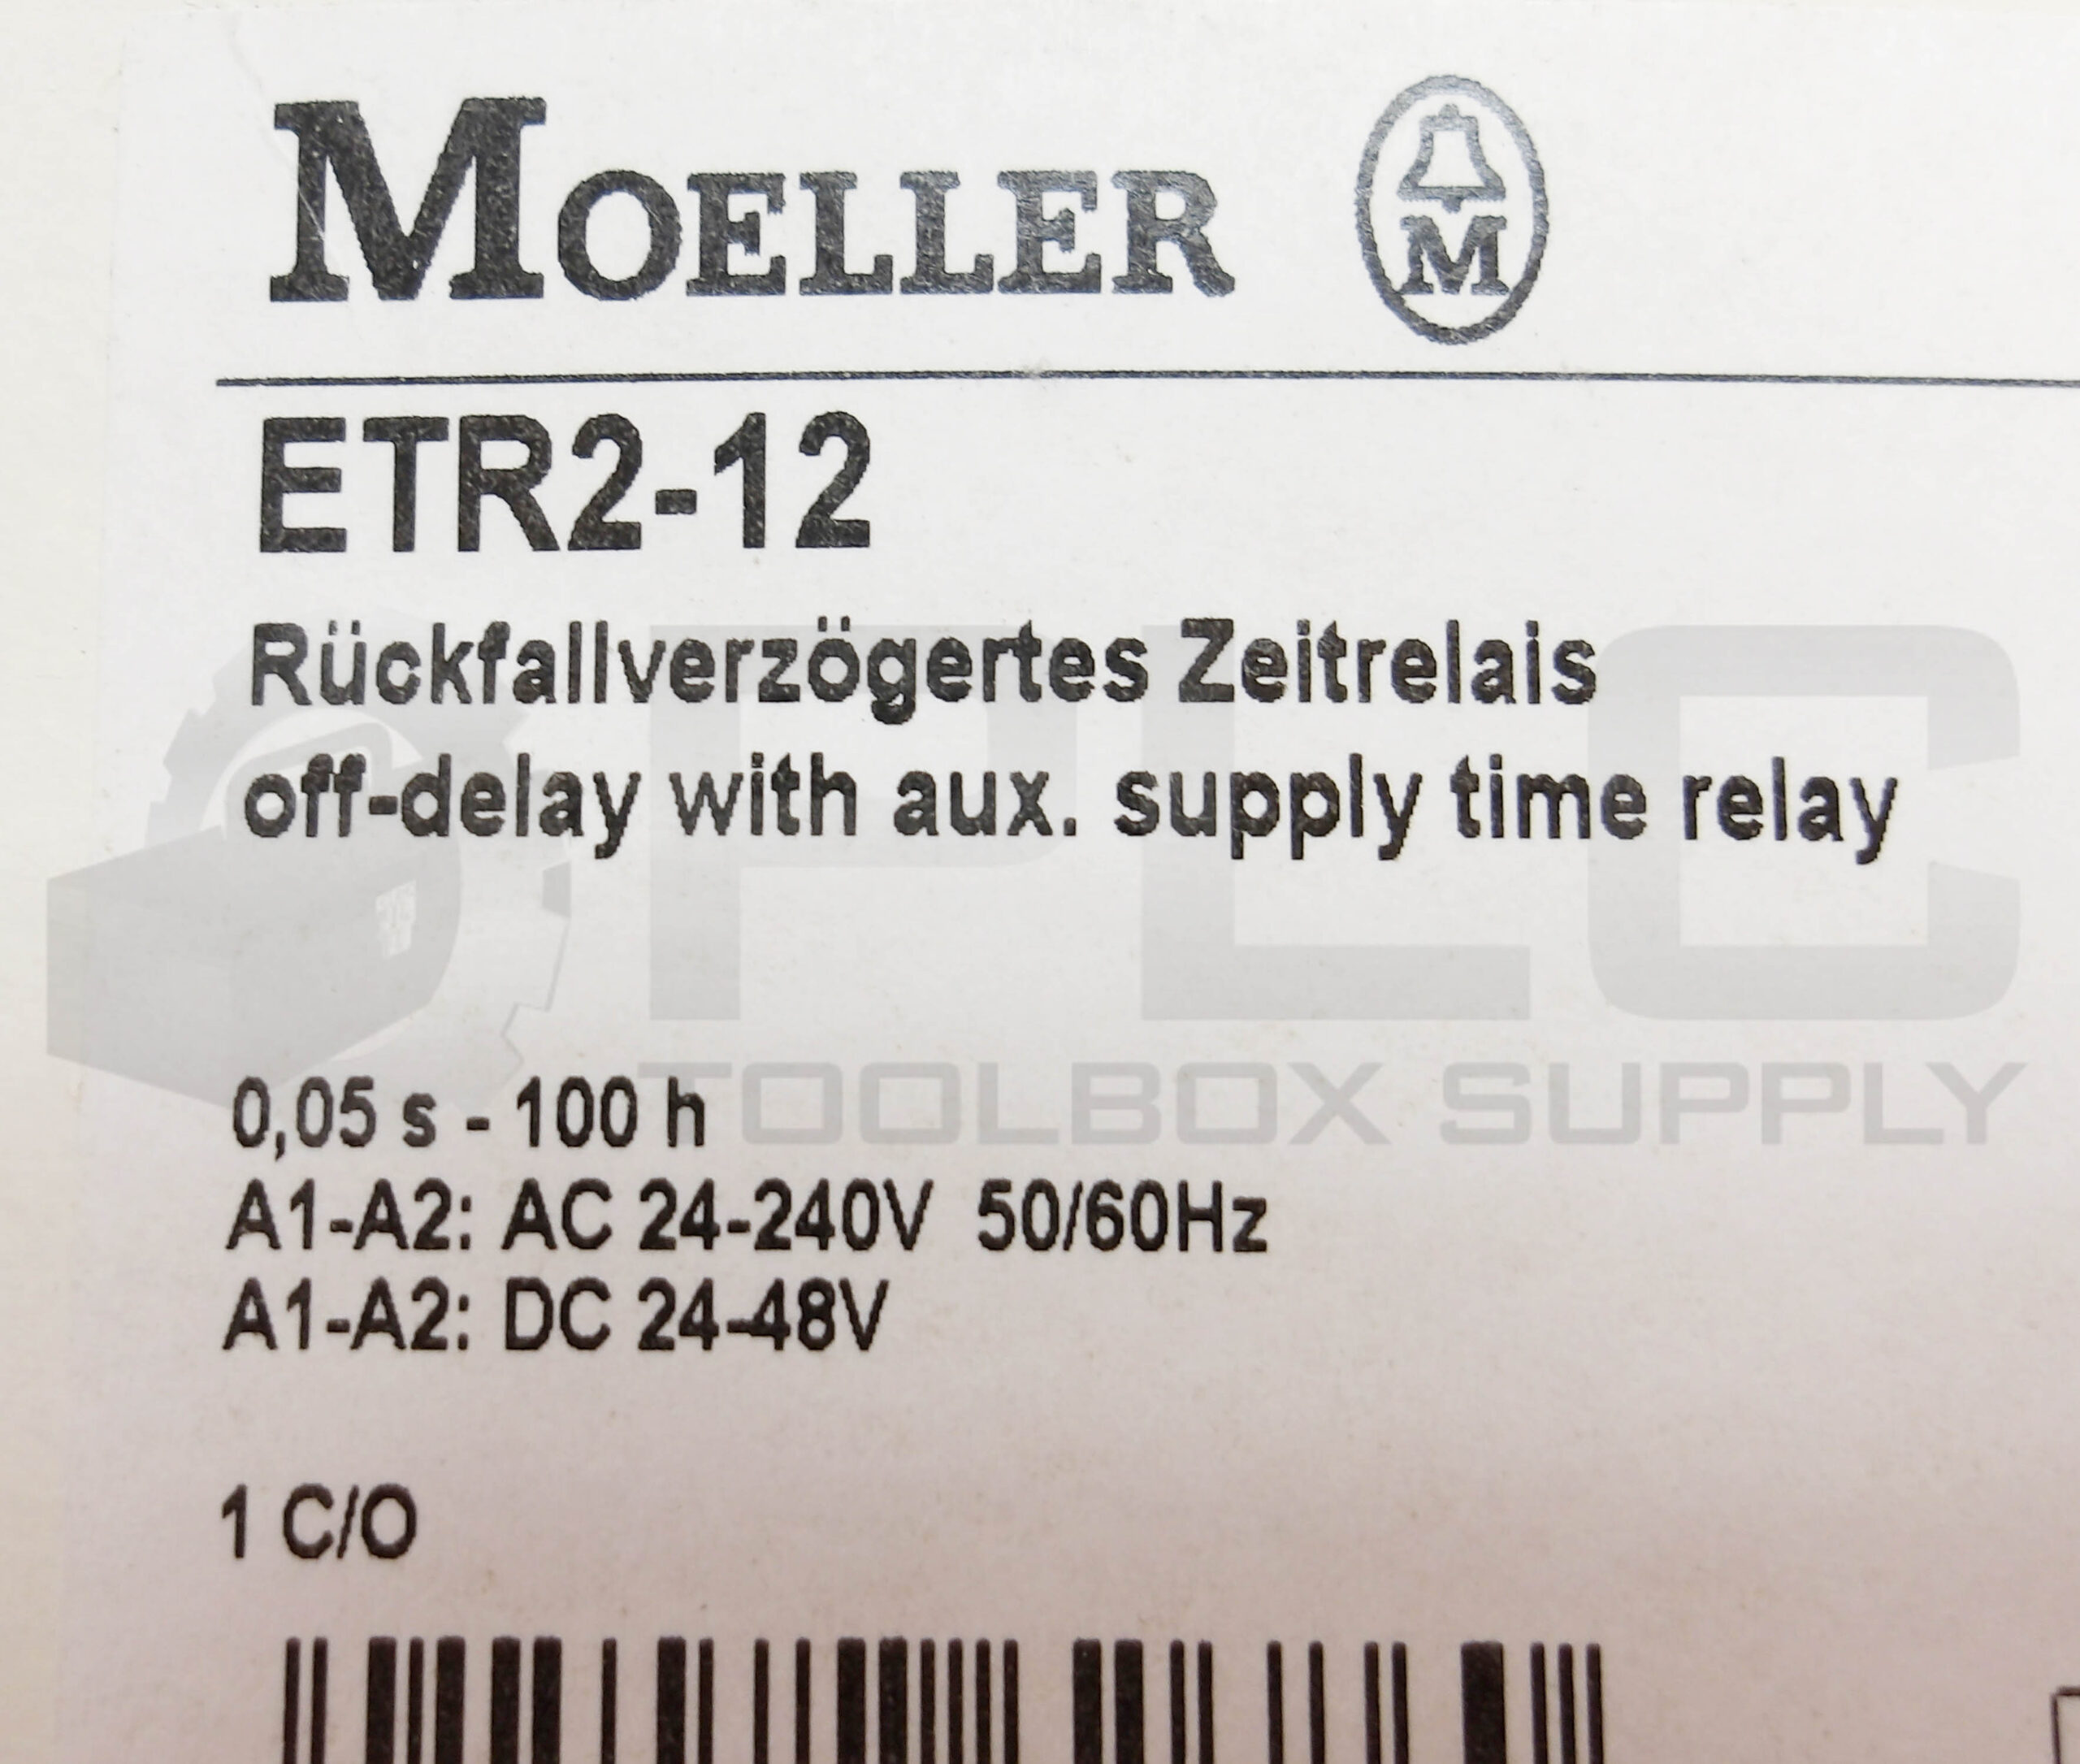 MOELLER
M
ETR2-12
Rückfallverzögertes Zeitrelais
off-delay with aux. supply time relay
PLC
TOOLBOX SUPPLY
0,05 s - 100 h
A1-A2: AC 24-240V 50/60Hz
A1-A2: DC 24-48V
1 C/O